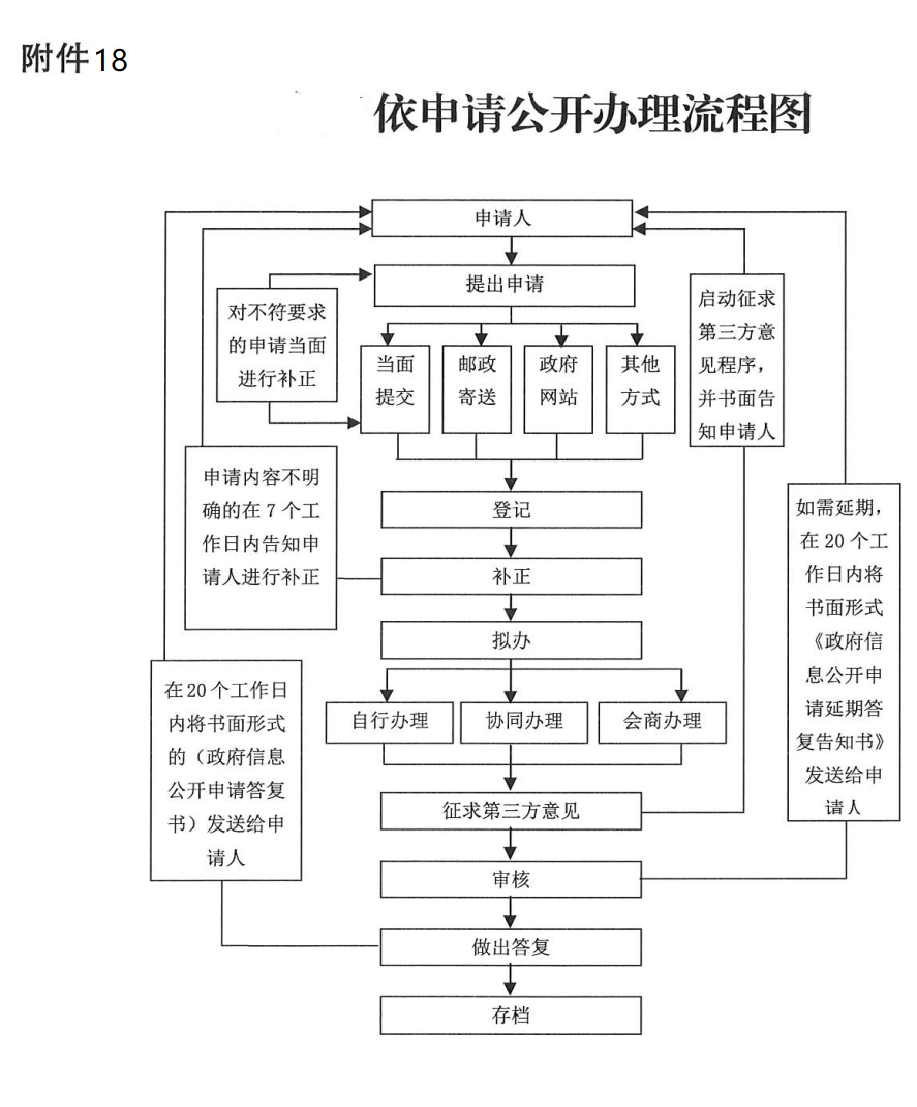 附件18
依申请公开办理流程图
申请人
提出申请
对不符要求
的申请当面
进行补正
启动征求
第三方意
见程序，
并书面告
知申请人
当面
提交
邮政
寄送
政府
网站
其他
方式
申请内容不明
确的在 7 个工
作日内告知申
请人进行补正
登记
如需延期，
在 20 个工
作日内将
书面形式
《政府信
息公开申
请延期答
复告知书》
发送给申
请人
补正
拟办
在 20 个工作日
内将书面形式
的（政府信息
公开申请答复
书）发送给申
请人
自行办理
协同办理
会商办理
征求第三方意见
审核
做出答复
存档